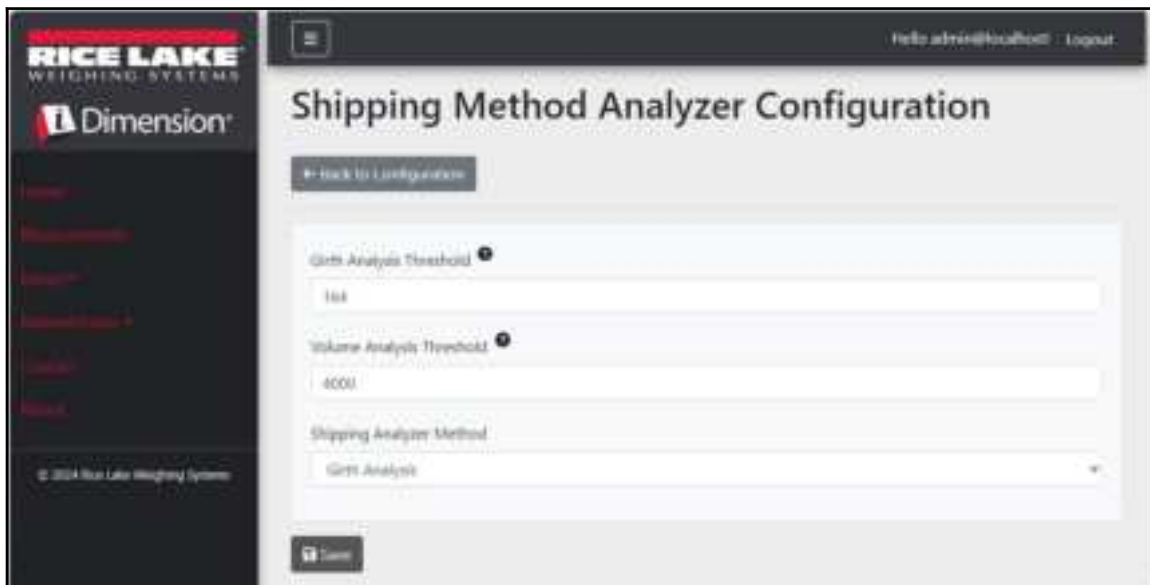 RICE LAKE
WEIGHING SYSTEMS
iDimension
Hello admin@localhost! Logout
Shipping Method Analyzer Configuration
Back to Configuration
Girth Analysis Threshold
164
Volume Analysis Threshold
4000
Shipping Analyzer Method
Girth Analysis
Save
© 2024 Rice Lake Weighing Systems